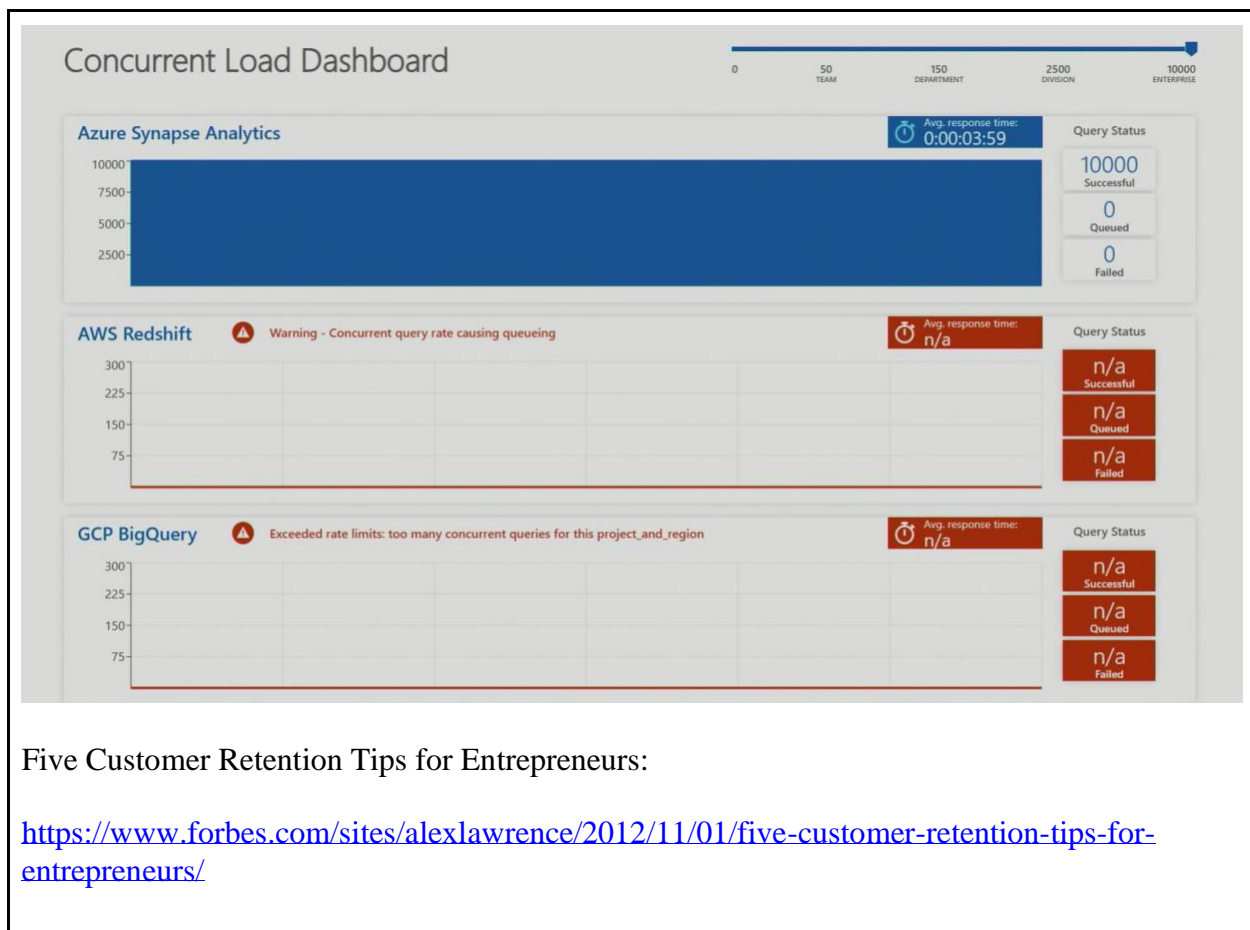 Concurrent Load Dashboard
0
50
TEAM
150
DEPARTMENT
2500
DIVISION
10000
ENTERPRISE
Azure Synapse Analytics
Avg. response time:
0:00:03:59
Query Status
10000
7500
5000
2500
10000
Successful
0
Queued
0
Failed
AWS Redshift
Warning - Concurrent query rate causing queueing
Avg. response time:
n/a
Query Status
300
225
150
75
n/a
Successful
n/a
Queued
n/a
Failed
GCP BigQuery
Exceeded rate limits: too many concurrent queries for this project_and_region
Avg. response time:
n/a
Query Status
300
225
150
75
n/a
Successful
n/a
Queued
n/a
Failed
Five Customer Retention Tips for Entrepreneurs:
https://www.forbes.com/sites/alexlawrence/2012/11/01/five-customer-retention-tips-for-
entrepreneurs/